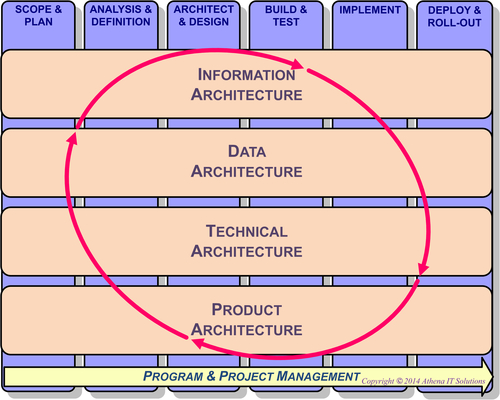 SCOPE & PLAN
ANALYSIS & DEFINITION
ARCHITECT & DESIGN
BUILD & TEST
IMPLEMENT
DEPLOY & ROLL-OUT
INFORMATION
ARCHITECTURE
DATA
ARCHITECTURE
TECHNICAL
ARCHITECTURE
PRODUCT
ARCHITECTURE
PROGRAM & PROJECT MANAGEMENT
Copyright © 2014 Athena IT Solutions